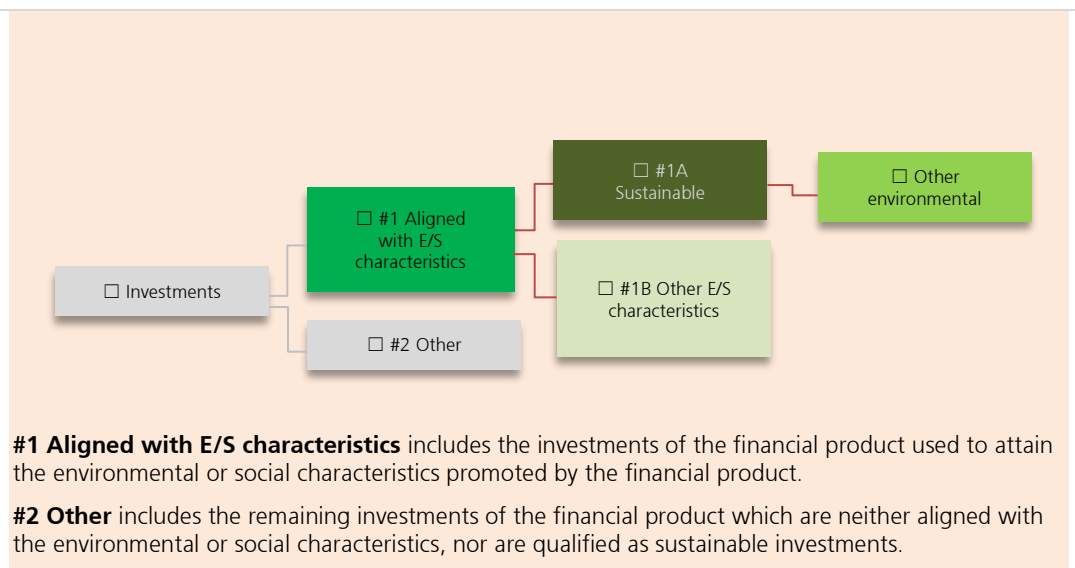 ☐ #1A
Sustainable
☐ Other
environmental
☐ #1 Aligned
with E/S
characteristics
☐ Investments
☐ #1B Other E/S
characteristics
☐ #2 Other
#1 Aligned with E/S characteristics includes the investments of the financial product used to attain
the environmental or social characteristics promoted by the financial product.
#2 Other includes the remaining investments of the financial product which are neither aligned with
the environmental or social characteristics, nor are qualified as sustainable investments.